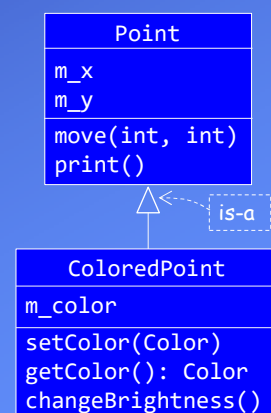 Point
m_x
m_y
move(int, int)
print()
is-a
ColoredPoint
m_color
setColor(Color)
getColor(): Color
changeBrightness()